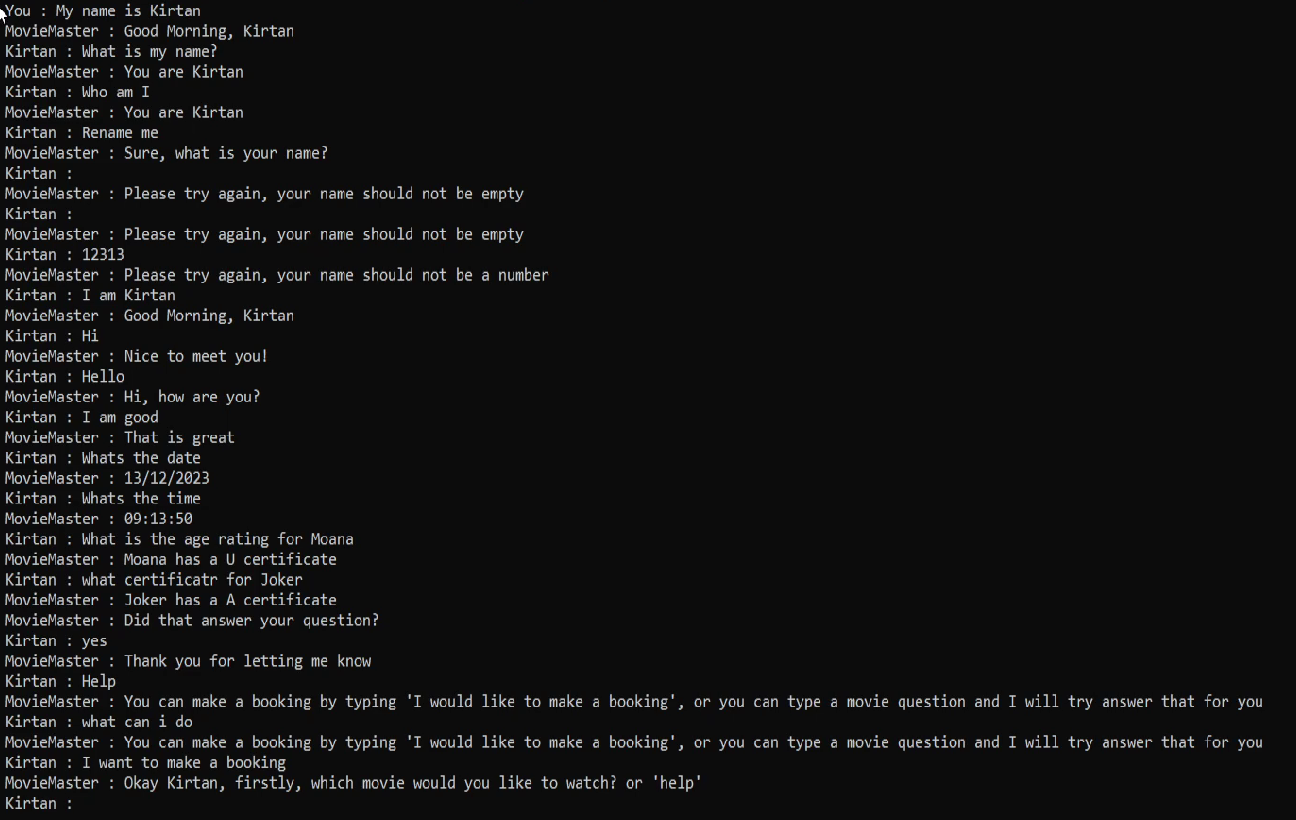 You : My name is Kirtan
MovieMaster : Good Morning, Kirtan
Kirtan : What is my name?
MovieMaster : You are Kirtan
Kirtan : Who am I
MovieMaster : You are Kirtan
Kirtan : Rename me
MovieMaster : Sure, what is your name?
Kirtan :
MovieMaster : Please try again, your name should not be empty
Kirtan :
MovieMaster : Please try again, your name should not be empty
Kirtan : 12313
MovieMaster : Please try again, your name should not be a number
Kirtan : I am Kirtan
MovieMaster : Good Morning, Kirtan
Kirtan : Hi
MovieMaster : Nice to meet you!
Kirtan : Hello
MovieMaster : Hi, how are you?
Kirtan : I am good
MovieMaster : That is great
Kirtan : Whats the date
MovieMaster : 13/12/2023
Kirtan : Whats the time
MovieMaster : 09:13:50
Kirtan : What is the age rating for Moana
MovieMaster : Moana has a U certificate
Kirtan : what certificatr for Joker
MovieMaster : Joker has a A certificate
MovieMaster : Did that answer your question?
Kirtan : yes
MovieMaster : Thank you for letting me know
Kirtan : Help
MovieMaster : You can make a booking by typing 'I would like to make a booking', or you can type a movie question and I will try answer that for you
Kirtan : what can i do
MovieMaster : You can make a booking by typing 'I would like to make a booking', or you can type a movie question and I will try answer that for you
Kirtan : I want to make a booking
MovieMaster : Okay Kirtan, firstly, which movie would you like to watch? or 'help'
Kirtan :